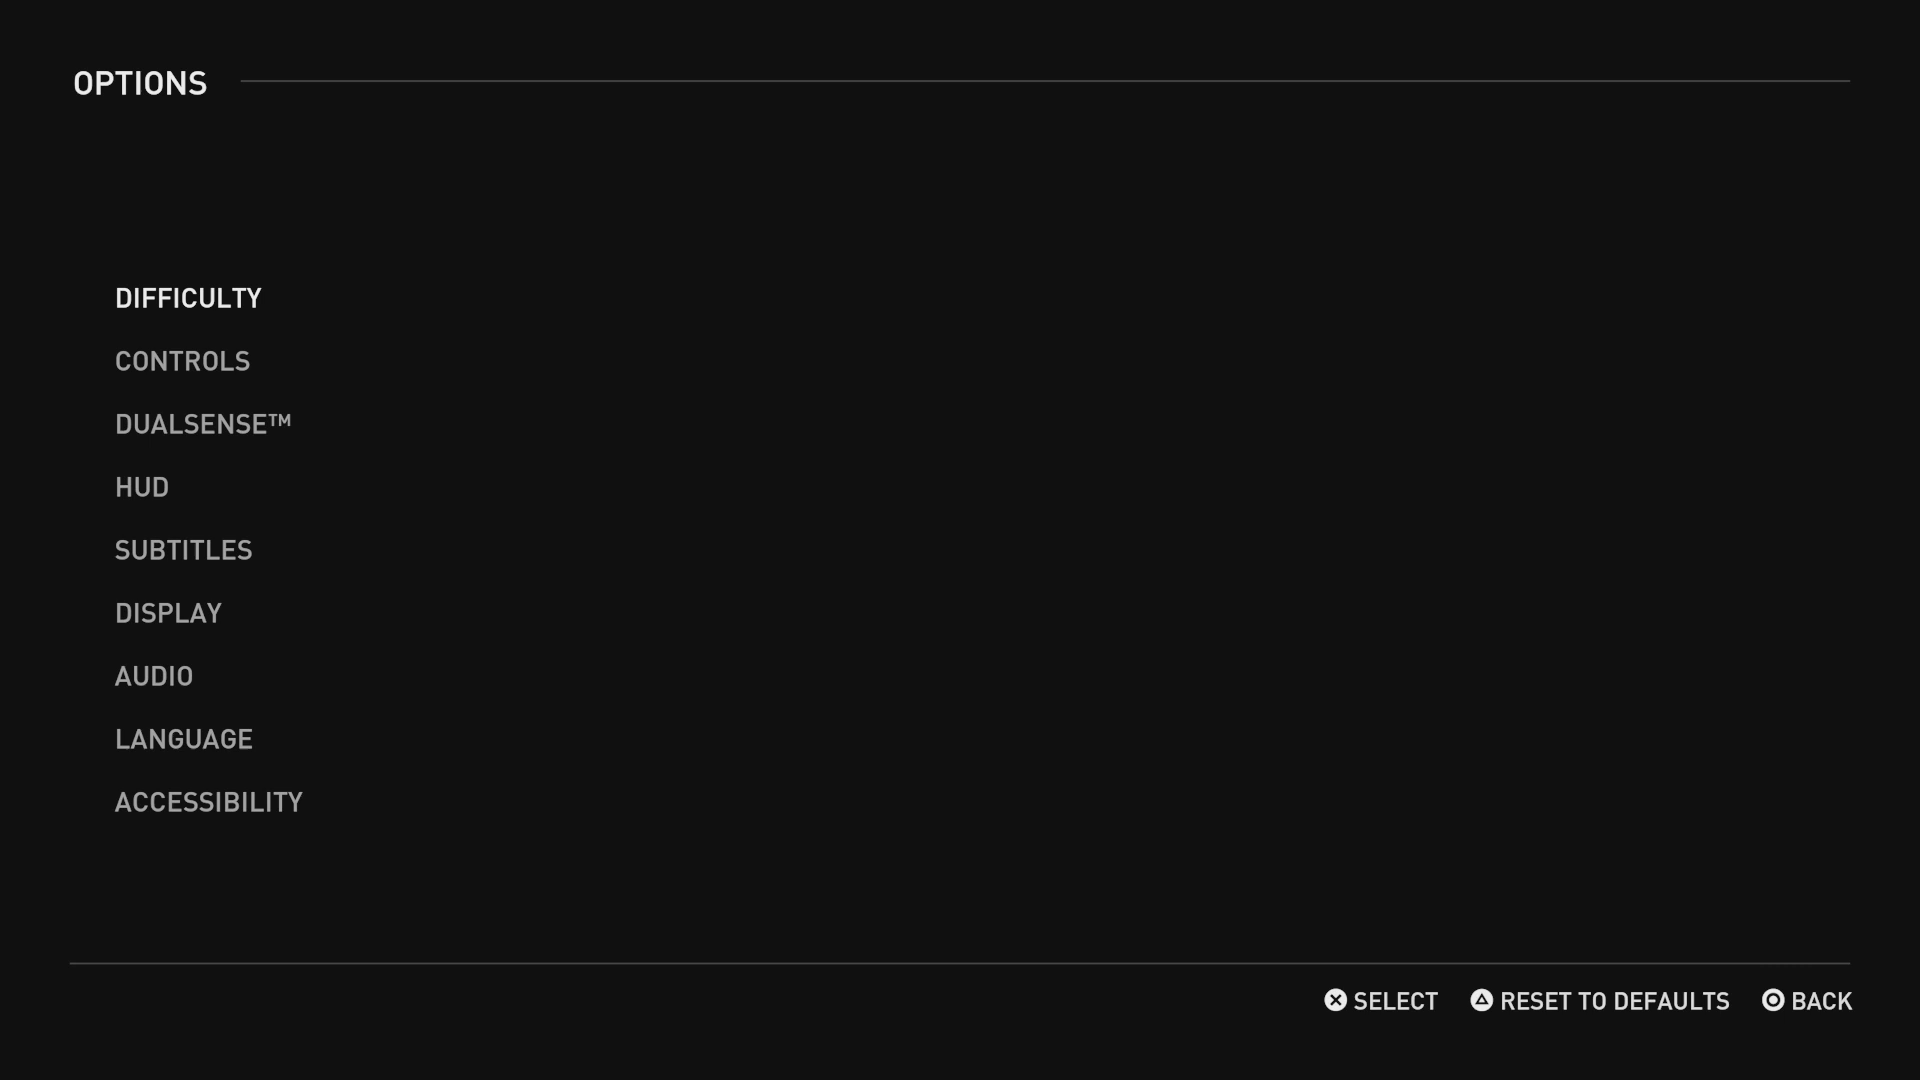 OPTIONS
DIFFICULTY
CONTROLS
DUALSENSE™
HUD
SUBTITLES
DISPLAY
AUDIO
LANGUAGE
ACCESSIBILITY
SELECT RESET TO DEFAULTS BACK